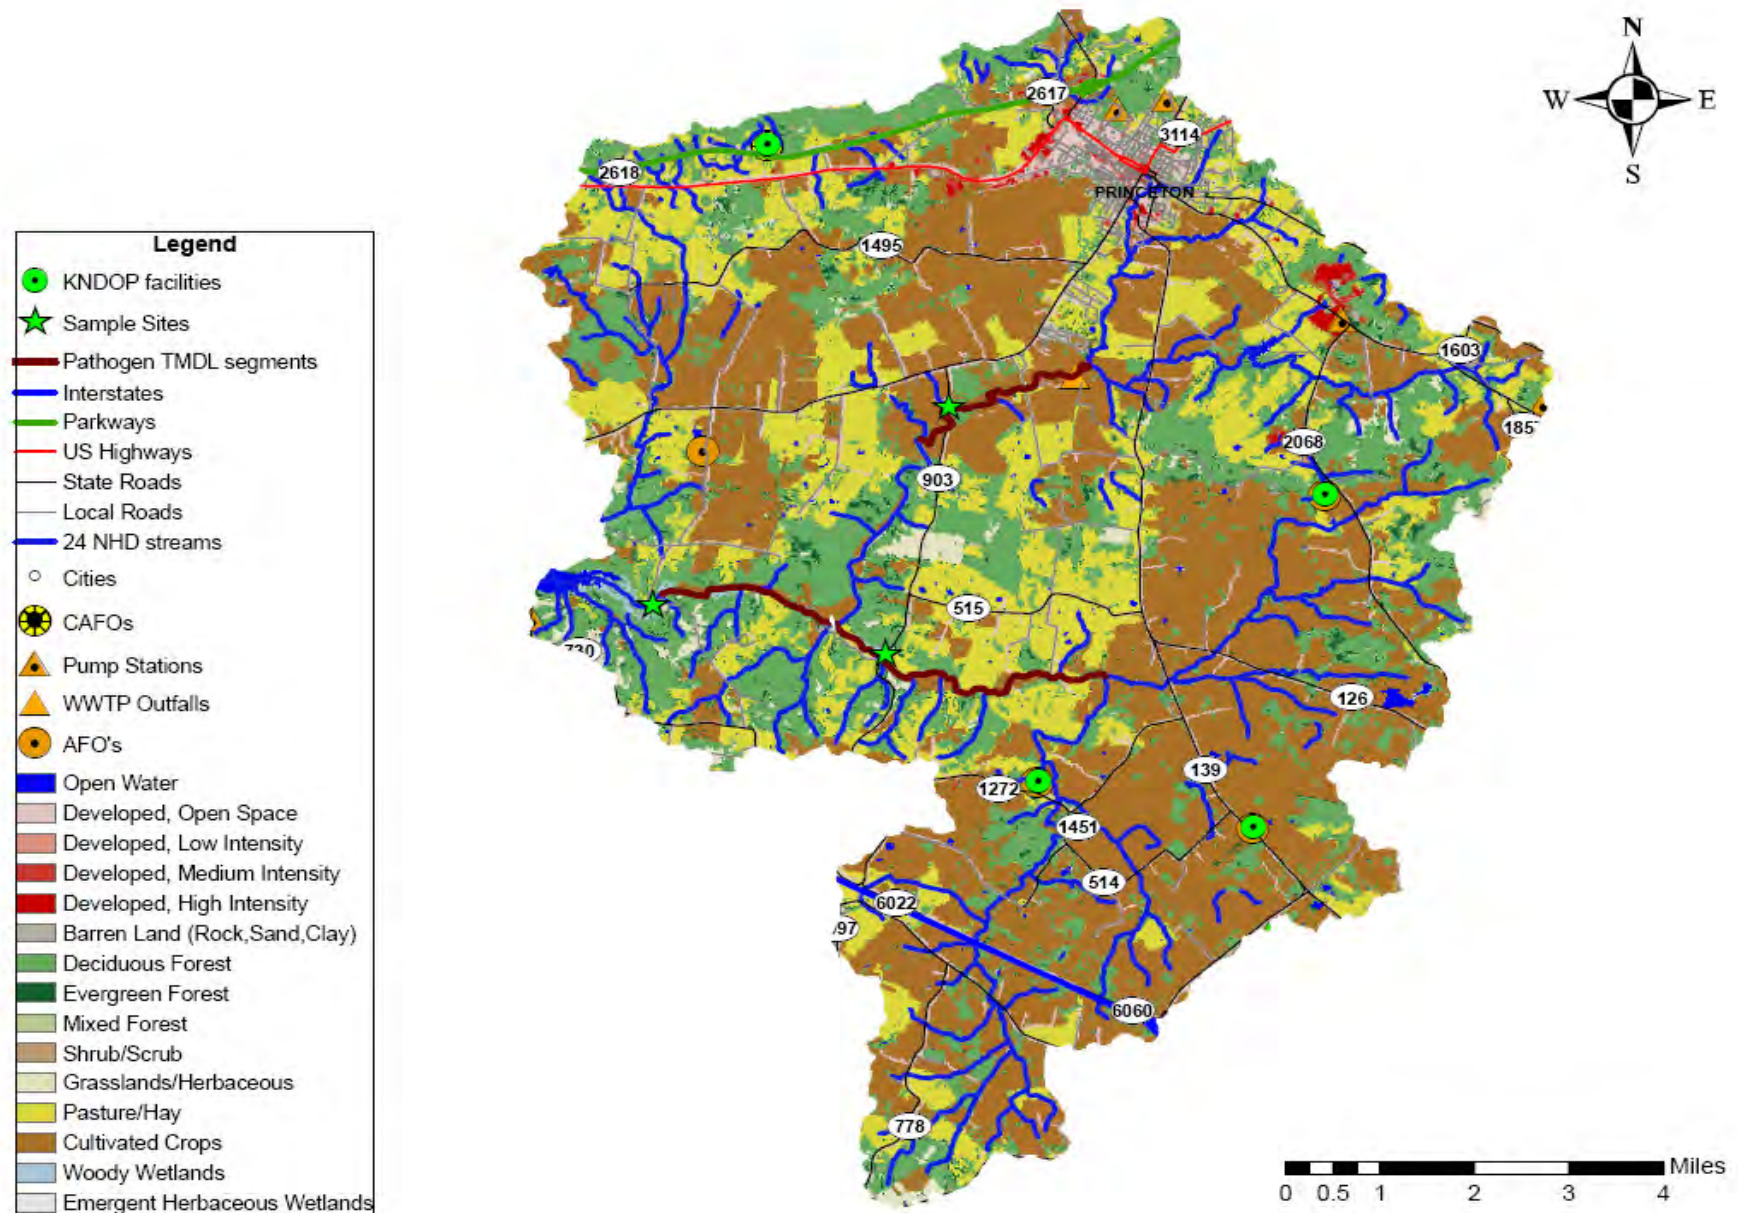 N
W E
S
2617
3114
2618
PRINCETON
1495
1603
185
2068
903
515
730
126
139
1272
1451
514
6022
97
6060
778
Legend
KNDOP facilities
Sample Sites
Pathogen TMDL segments
Interstates
Parkways
US Highways
State Roads
Local Roads
24 NHD streams
Cities
CAFOs
Pump Stations
WWTP Outfalls
AFO's
Open Water
Developed, Open Space
Developed, Low Intensity
Developed, Medium Intensity
Developed, High Intensity
Barren Land (Rock,Sand,Clay)
Deciduous Forest
Evergreen Forest
Mixed Forest
Shrub/Scrub
Grasslands/Herbaceous
Pasture/Hay
Cultivated Crops
Woody Wetlands
Emergent Herbaceous Wetlands
Miles
0 0.5 1 2 3 4